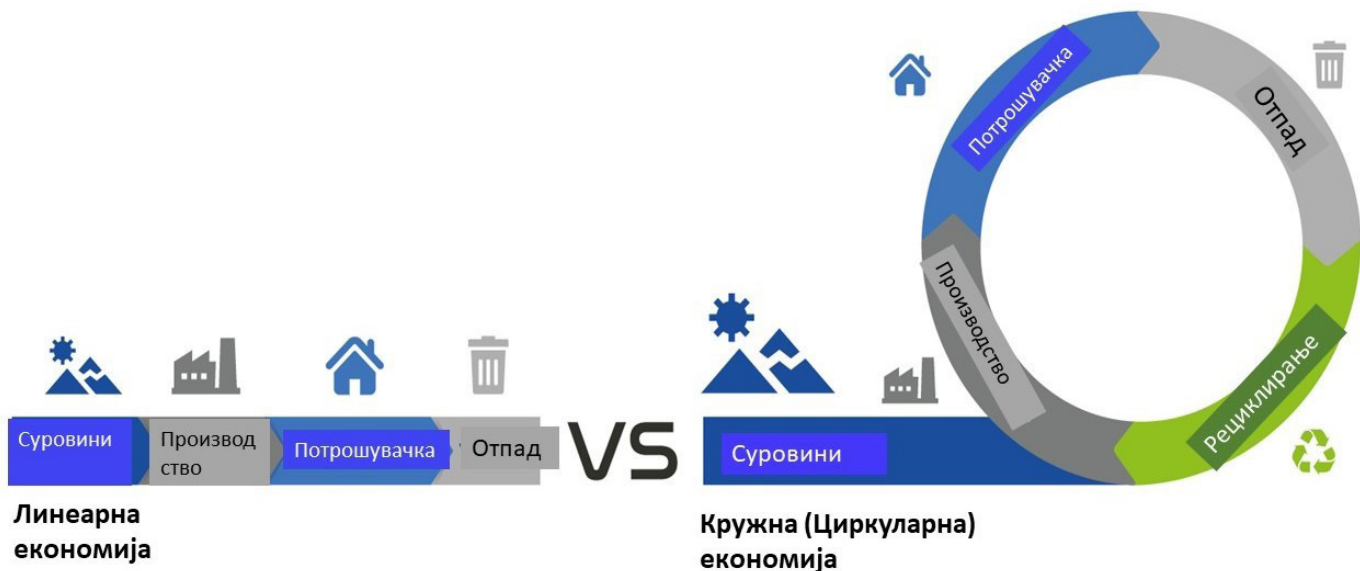 Суровини
Производ
ство
Потрошувачка
Отпад
Линеарна
економија
VS
Суровини
Производство
Потрошувачка
Отпад
Рециклирање
Кружна (Циркуларна)
економија